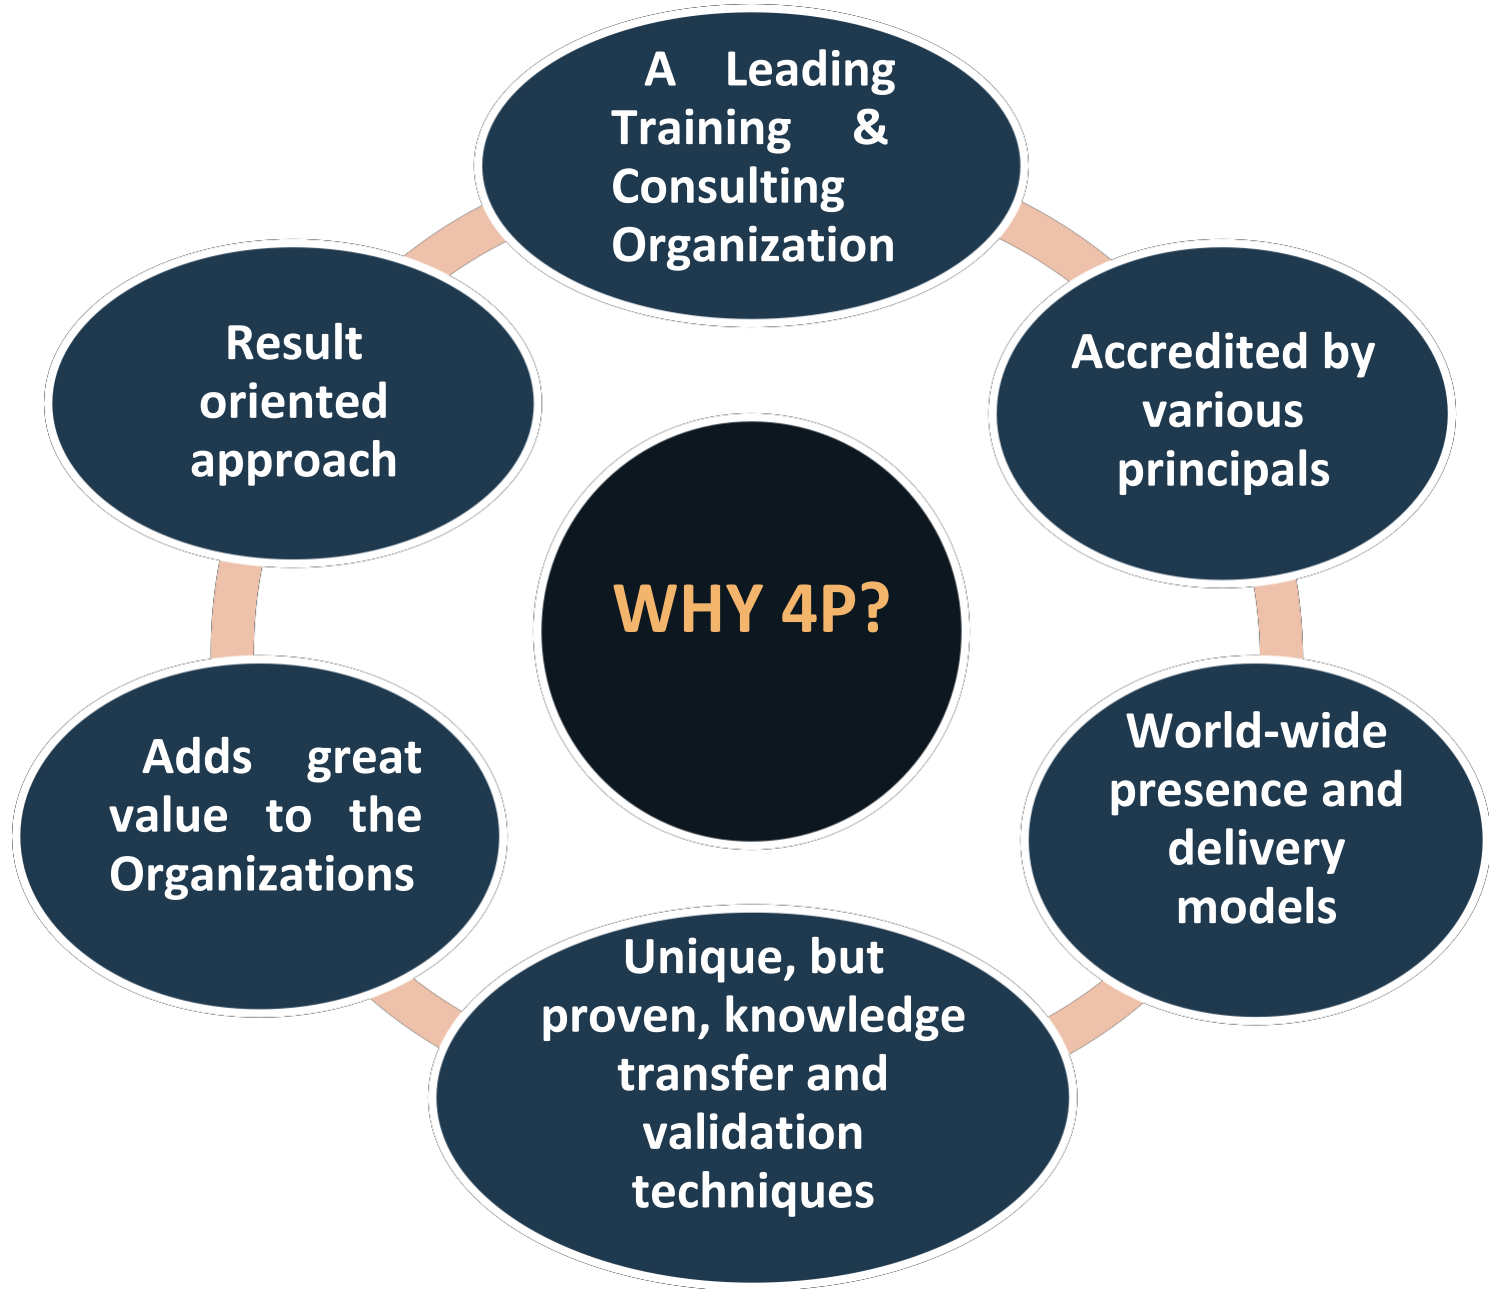 A Leading
Training &
Consulting
Organization
Accredited by
various
principals
World-wide
presence and
delivery
models
Unique, but
proven, knowledge
transfer and
validation
techniques
Adds great
value to the
Organizations
Result
oriented
approach
WHY 4P?